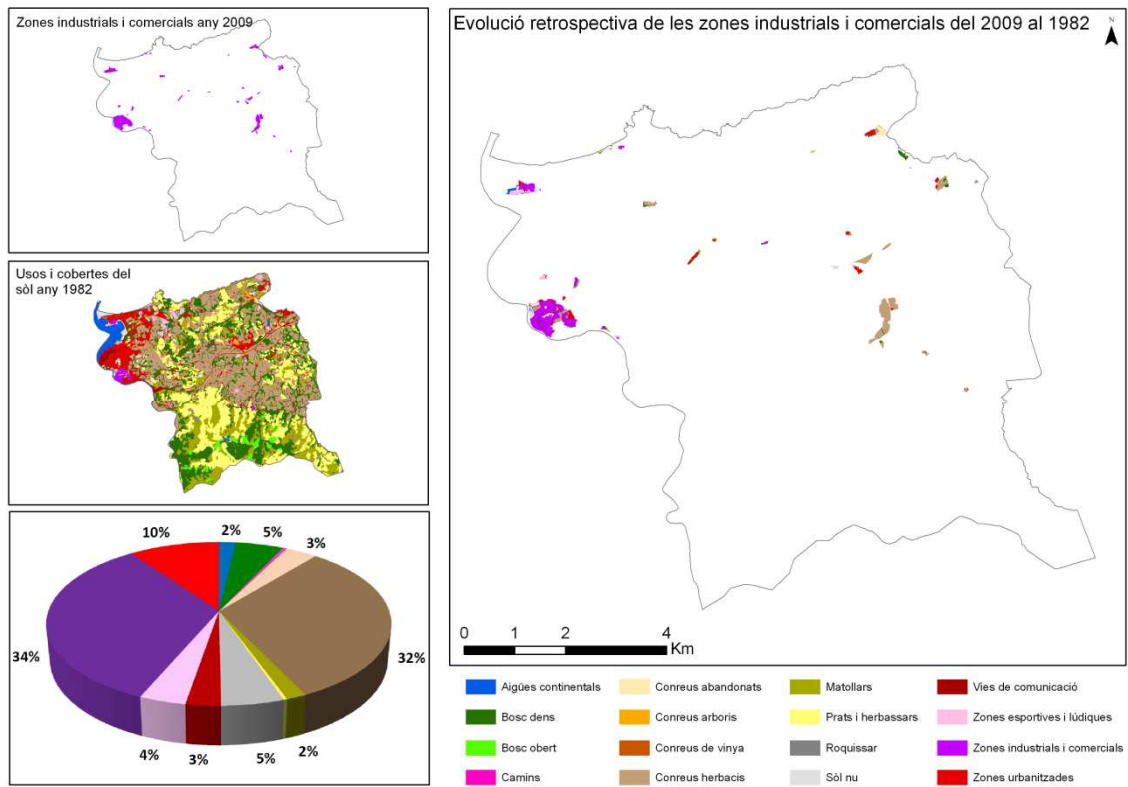 Zones industrials i comercials any 2009
Usos i cobertes del
sòl any 1982
10%
2%
5%
3%
34%
32%
4%
3%
5%
2%
Evolució retrospectiva de les zones industrials i comercials del 2009 al 1982
N
0 1 2 4
Km
Aigües continentals
Bosc dens
Bosc obert
Camins
Conreus abandonats
Conreus arboris
Conreus de vinya
Conreus herbacis
Matollars
Prats i herbassars
Roquissar
Sòl nu
Vies de comunicació
Zones esportives i lúdiques
Zones industrials i comercials
Zones urbanitzades